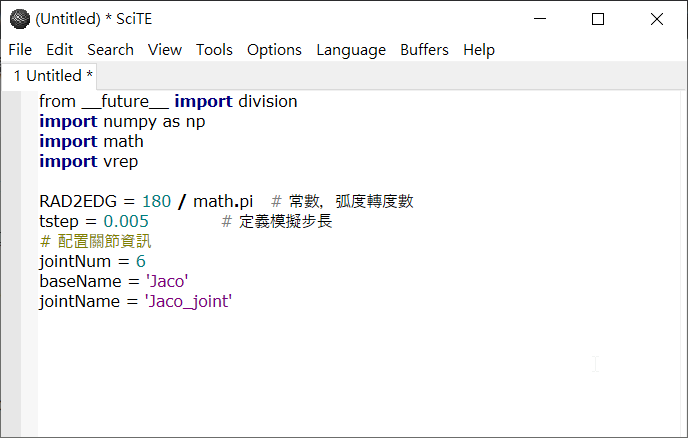 (Untitled) * SciTE
File Edit Search View Tools Options Language Buffers Help
1 Untitled *
from __future__ import division
import numpy as np
import math
import vrep
RAD2EDG = 180 / math.pi # 常數，弧度轉度數
tstep = 0.005 # 定義模擬步長
# 配置關節資訊
jointNum = 6
baseName = 'Jaco'
jointName = 'Jaco_joint'